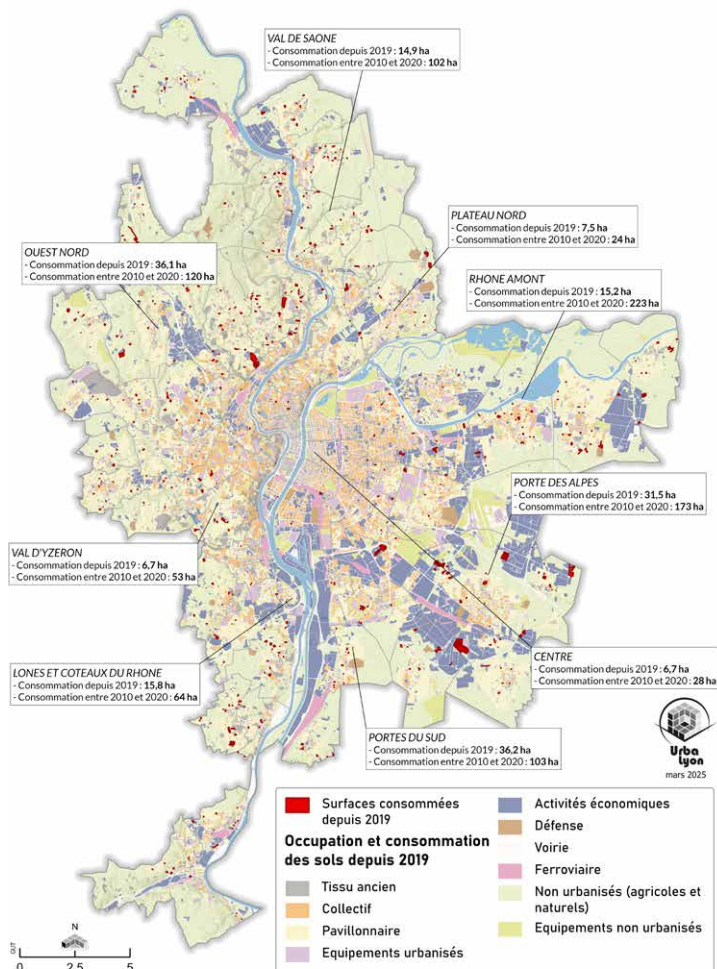 VAL DE SAONE
- Consommation depuis 2019 : 14,9 ha
- Consommation entre 2010 et 2020 : 102 ha
PLATEAU NORD
- Consommation depuis 2019 : 7,5 ha
- Consommation entre 2010 et 2020 : 24 ha
OUEST NORD
- Consommation depuis 2019 : 36,1 ha
- Consommation entre 2010 et 2020 : 120 ha
RHONE AMONT
- Consommation depuis 2019 : 15,2 ha
- Consommation entre 2010 et 2020 : 223 ha
PORTE DES ALPES
- Consommation depuis 2019 : 31,5 ha
- Consommation entre 2010 et 2020 : 173 ha
VAL D'YZERON
- Consommation depuis 2019 : 6,7 ha
- Consommation entre 2010 et 2020 : 53 ha
CENTRE
- Consommation depuis 2019 : 6,7 ha
- Consommation entre 2010 et 2020 : 28 ha
LONES ET COTEAUX DU RHONE
- Consommation depuis 2019 : 15,8 ha
- Consommation entre 2010 et 2020 : 64 ha
PORTES DU SUD
- Consommation depuis 2019 : 36,2 ha
- Consommation entre 2010 et 2020 : 103 ha
Urba
Lyon
mars 2025
Surfaces consommées
depuis 2019
Occupation et consommation
des sols depuis 2019
Tissu ancien
Collectif
Pavillonnaire
Equipements urbanisés
Activités économiques
Défense
Voirie
Ferroviaire
Non urbanisés (agricoles et
naturels)
Equipements non urbanisés
N
0 2.5 5